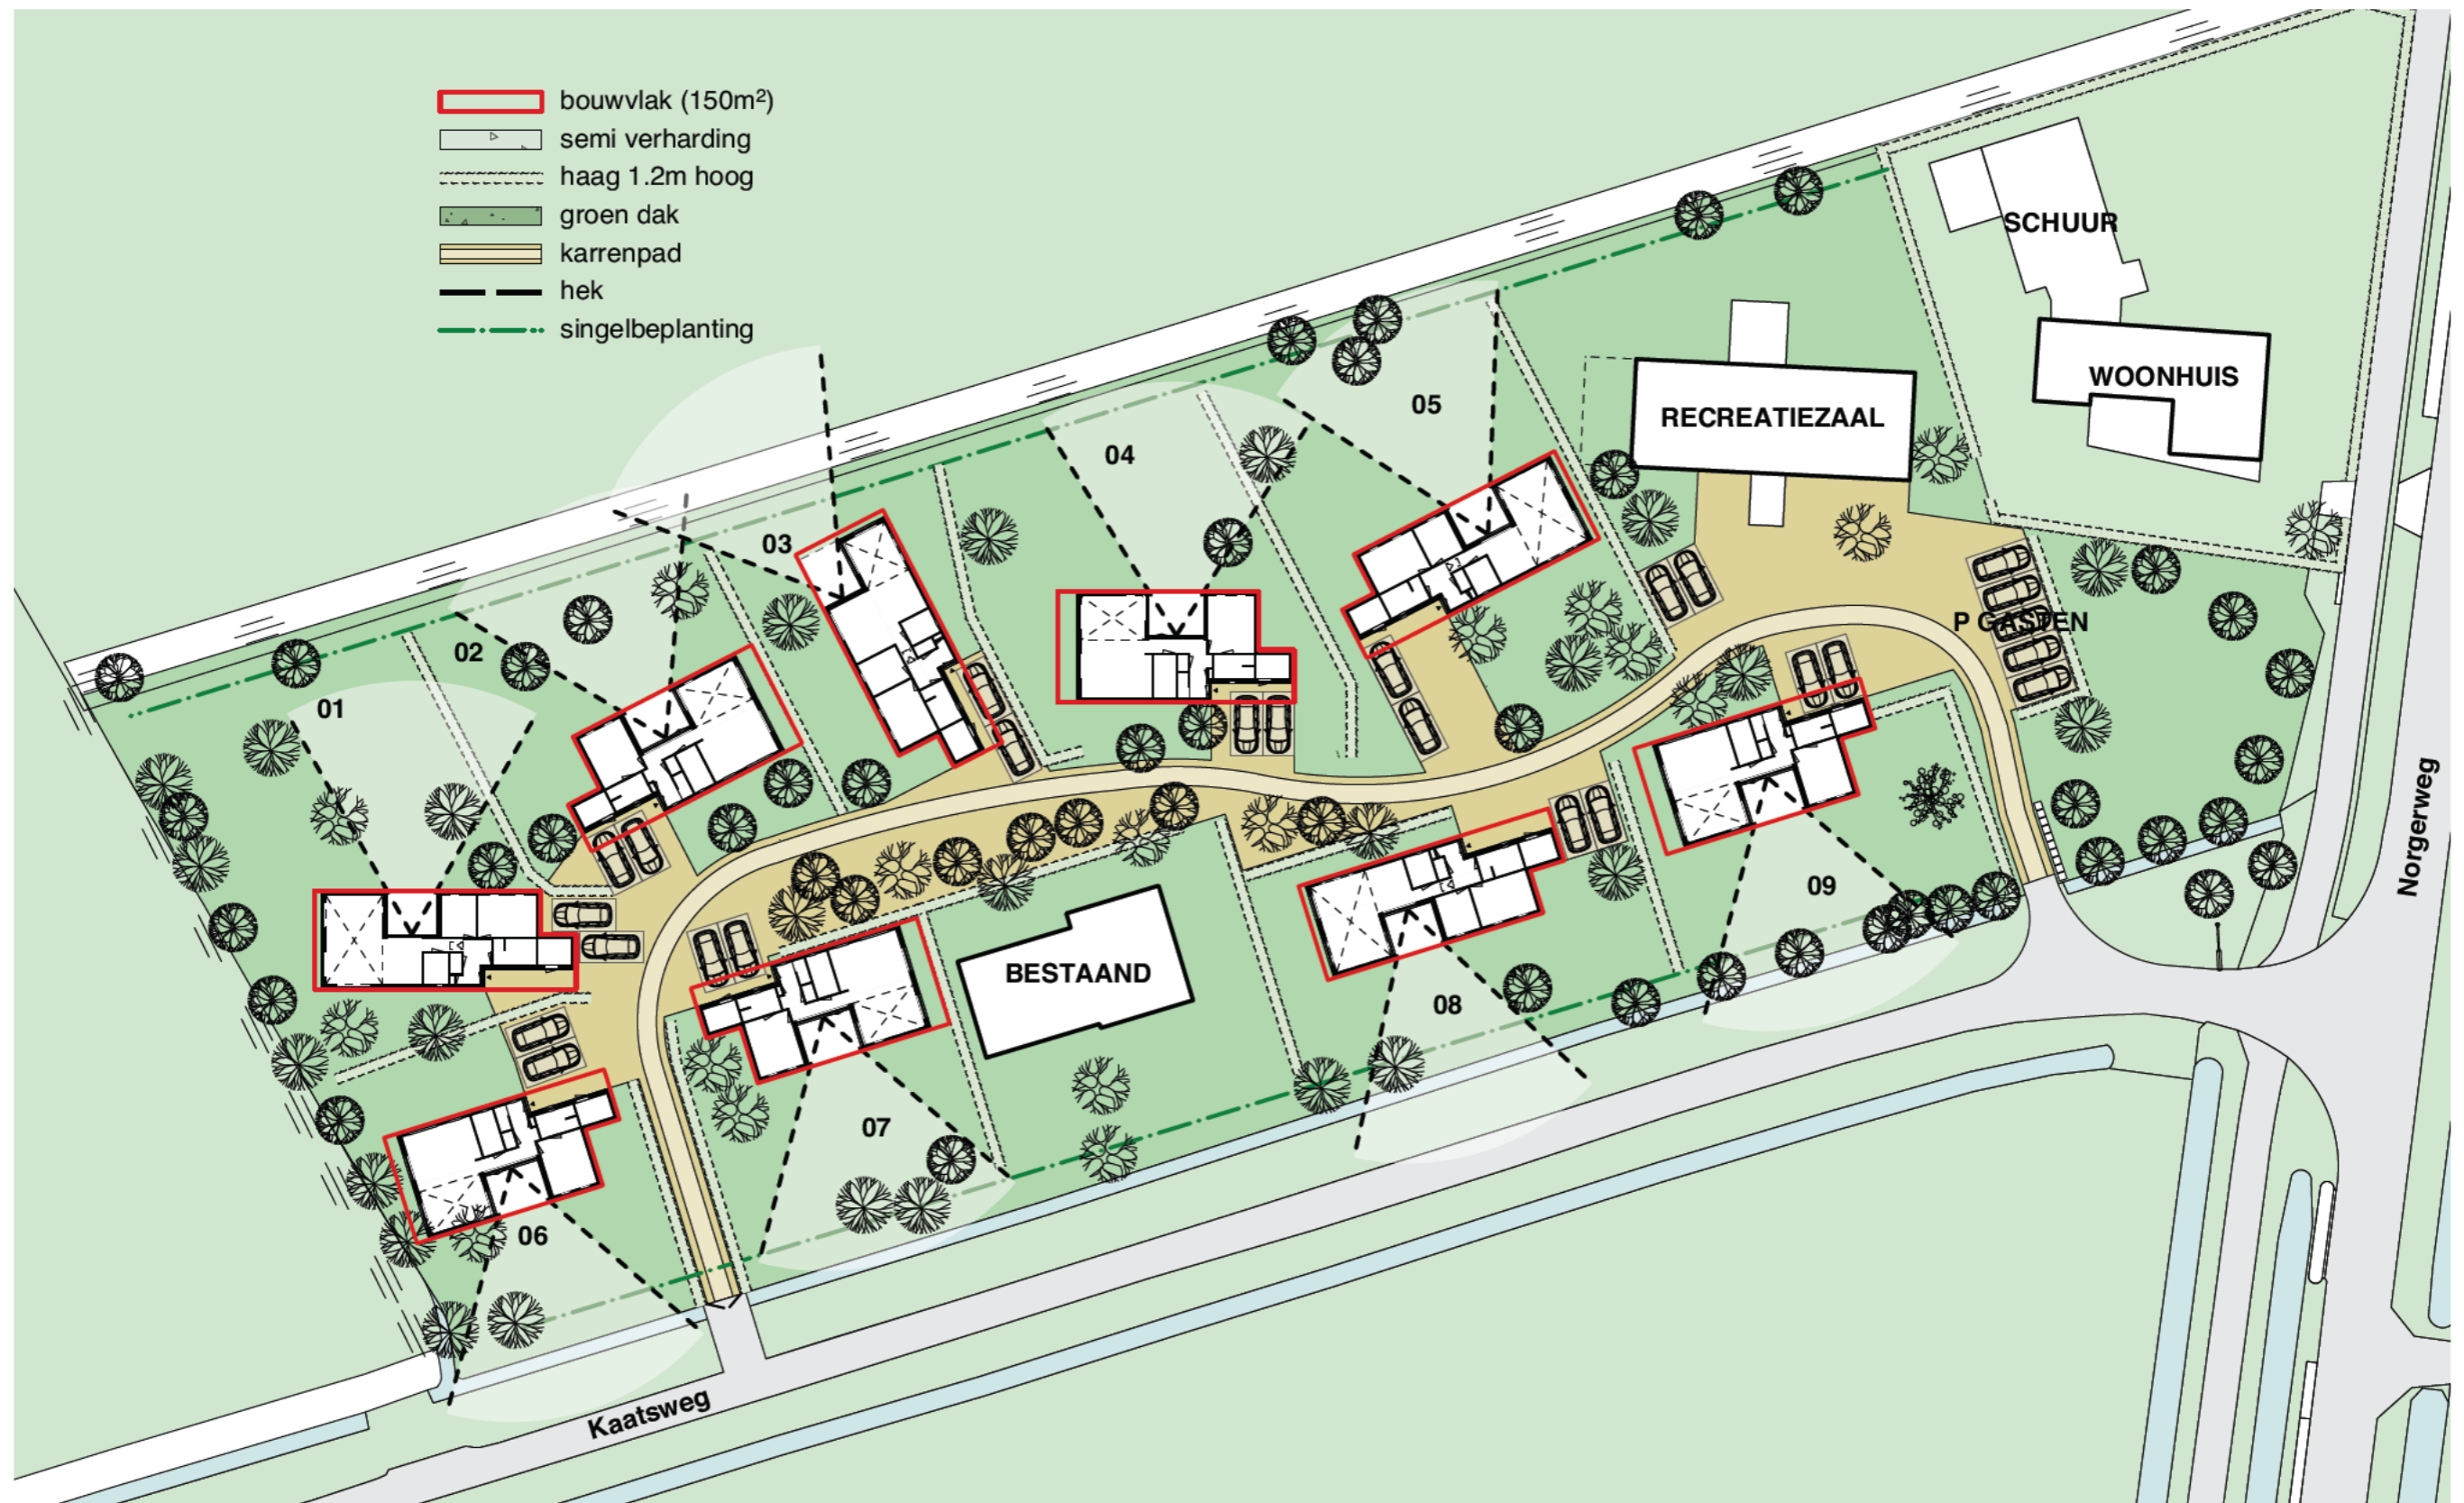 bouwvlak (150m²)
semi verharding
haag 1.2m hoog
groen dak
karrenpad
hek
singelbeplanting
SCHUUR
WOONHUIS
RECREATIEZAAL
05
04
03
02
01
P GASTEN
Norgerweg
09
BESTAAND
08
07
06
Kaatsweg